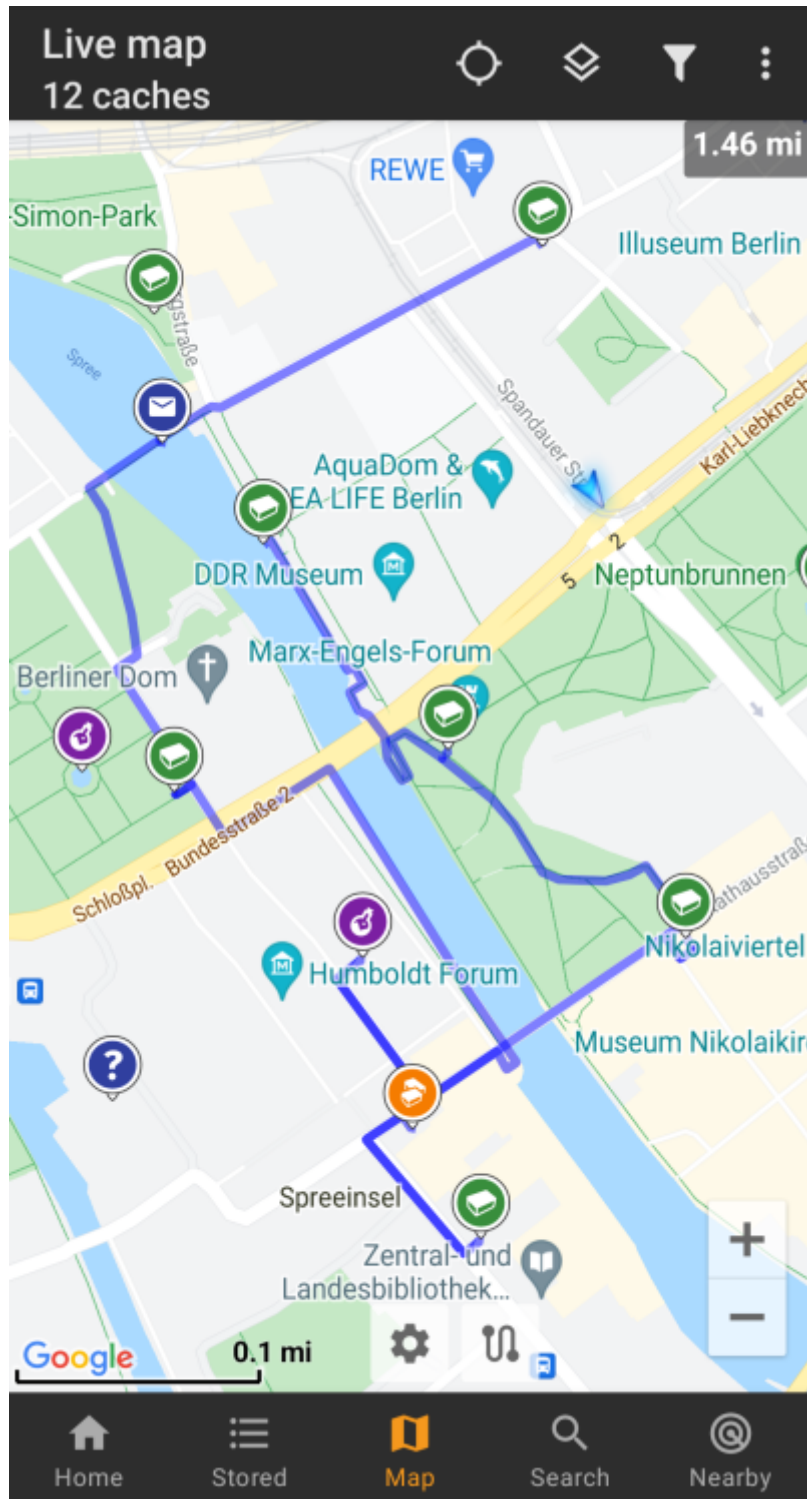 Live map
12 caches
1.46 mi
REWE
-Simon-Park
Illuseum Berlin
Spree
Spandauer Str
Karl-Liebknech
AquaDom &
EA LIFE Berlin
2
5
DDR Museum
Neptunbrunnen
Marx-Engels-Forum
Berliner Dom
Schloßpl.
Bundesstraße 2
athausstraß
Nikolaiviertel
Humboldt Forum
Museum Nikolaikir
?
Spreeinsel
Zentral- und
Landesbibliothek...
Google
0.1 mi
Home
Stored
Map
Search
Nearby